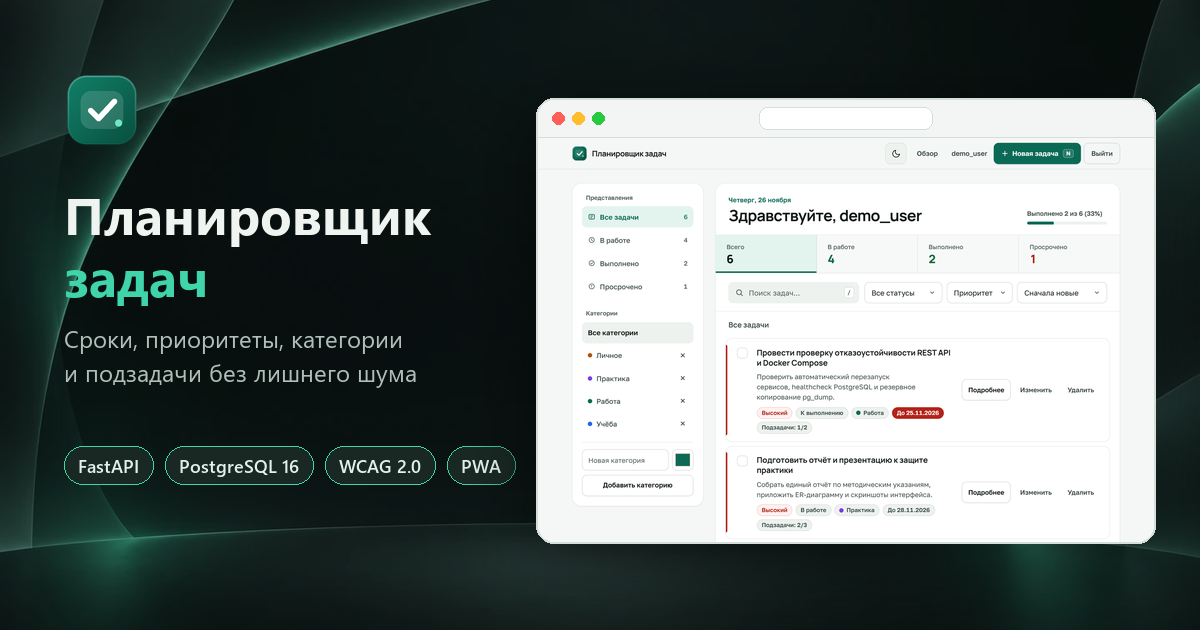 Планировщик
задач
Сроки, приоритеты, категории
и подзадачи без лишнего шума
FastAPI
PostgreSQL 16
WCAG 2.0
PWA
Планировщик задач
Обзор
demo_user
+ Новая задача N
Выйти
Представления
Все задачи 6
В работе 4
Выполнено 2
Просрочено 1
Категории
Все категории
Личное ×
Практика ×
Работа ×
Учёба ×
Новая категория
Добавить категорию
Четверг, 26 ноября
Здравствуйте, demo_user
Выполнено 2 из 6 (33%)
Всего
6
В работе
4
Выполнено
2
Просрочено
1
Поиск задач... /
Все статусы
Приоритет
Сначала новые
Все задачи
Провести проверку отказоустойчивости REST API
и Docker Compose
Проверить автоматический перезапуск
сервисов, healthcheck PostgreSQL и резервное
копирование pg_dump.
Высокий
К выполнению
Работа
До 25.11.2026
Подзадачи: 1/2
Подробнее
Изменить
Удалить
Подготовить отчёт и презентацию к защите
практики
Собрать единый отчёт по методическим указаниям,
приложить ER-диаграмму и скриншоты интерфейса.
Высокий
В работе
Практика
До 28.11.2026
Подзадачи: 2/3
Подробнее
Изменить
Удалить